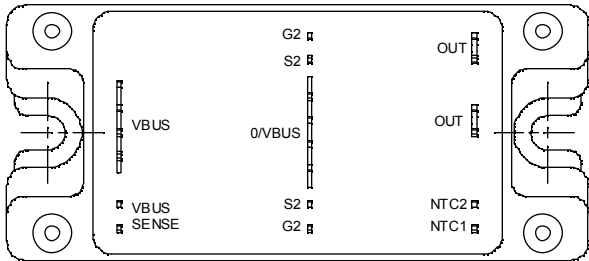 G2
S2
OUT
VBUS
0/VBUS
OUT
VBUS
SENSE
S2
G2
NTC2
NTC1